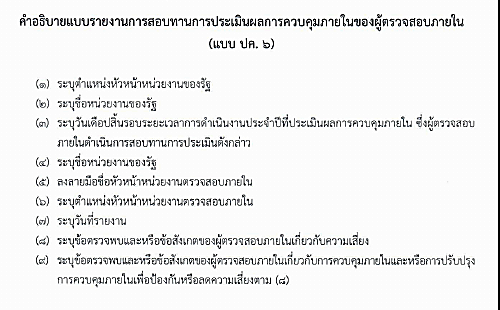 คำอธิบายแบบรายงานการสอบทานการประเมินผลการควบคุมภายในของผู้ตรวจสอบภายใน
(แบบ ปค. ๖)
(๑) ระบุตำแหน่งหัวหน้าหน่วยงานของรัฐ
(๒) ระบุชื่อหน่วยงานของรัฐ
(๓) ระบุวันเดือปสิ้นรอบระยะเวลาการดำเนินงานประจำปีที่ประเมินผลการควบคุมภายใน ซึ่งผู้ตรวจสอบ
ภายในดำเนินการสอบทานการประเมินดังกล่าว
(๔) ระบุชื่อหน่วยงานของรัฐ
(๕) ลงลายมือชื่อหัวหน้าหน่วยงานตรวจสอบภายใน
(๖) ระบุตำแหน่งหัวหน้าหน่วยงานตรวจสอบภายใน
(๗) ระบุวันที่รายงาน
(๘) ระบุข้อตรวจพบและหรือข้อสังเกตของผู้ตรวจสอบภายในเกี่ยวกับความเสี่ยง
(๙) ระบุข้อตรวจพบและหรือข้อสังเกตของผู้ตรวจสอบภายในเกี่ยวกับการควบคุมภายในและหรือการปรับปรุง
การควบคุมภายในเพื่อป้องกันหรือลดความเสี่ยงตาม (๘)